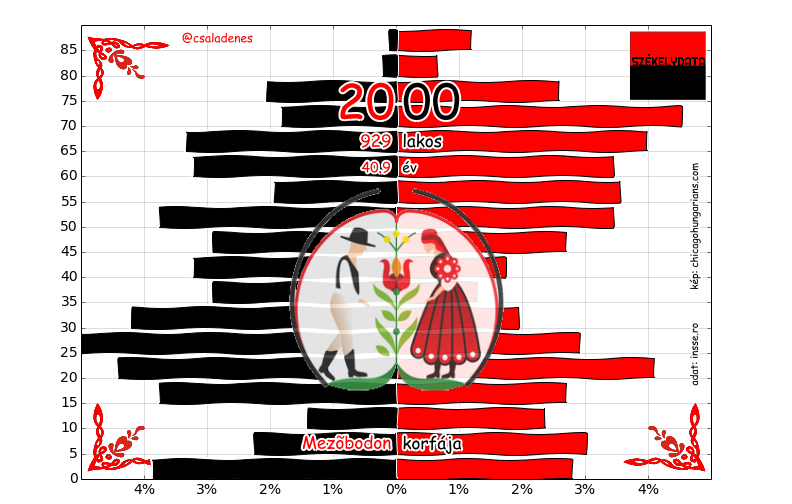 @csaladenes
SZÉKELYDATA
2000
929 lakos
40.9 év
kép: chicagohungarians.com
adat: insse.ro
Mezőbodon korfája
85
80
75
70
65
60
55
50
45
40
35
30
25
20
15
10
5
0
4% 3% 2% 1% 0% 1% 2% 3% 4%